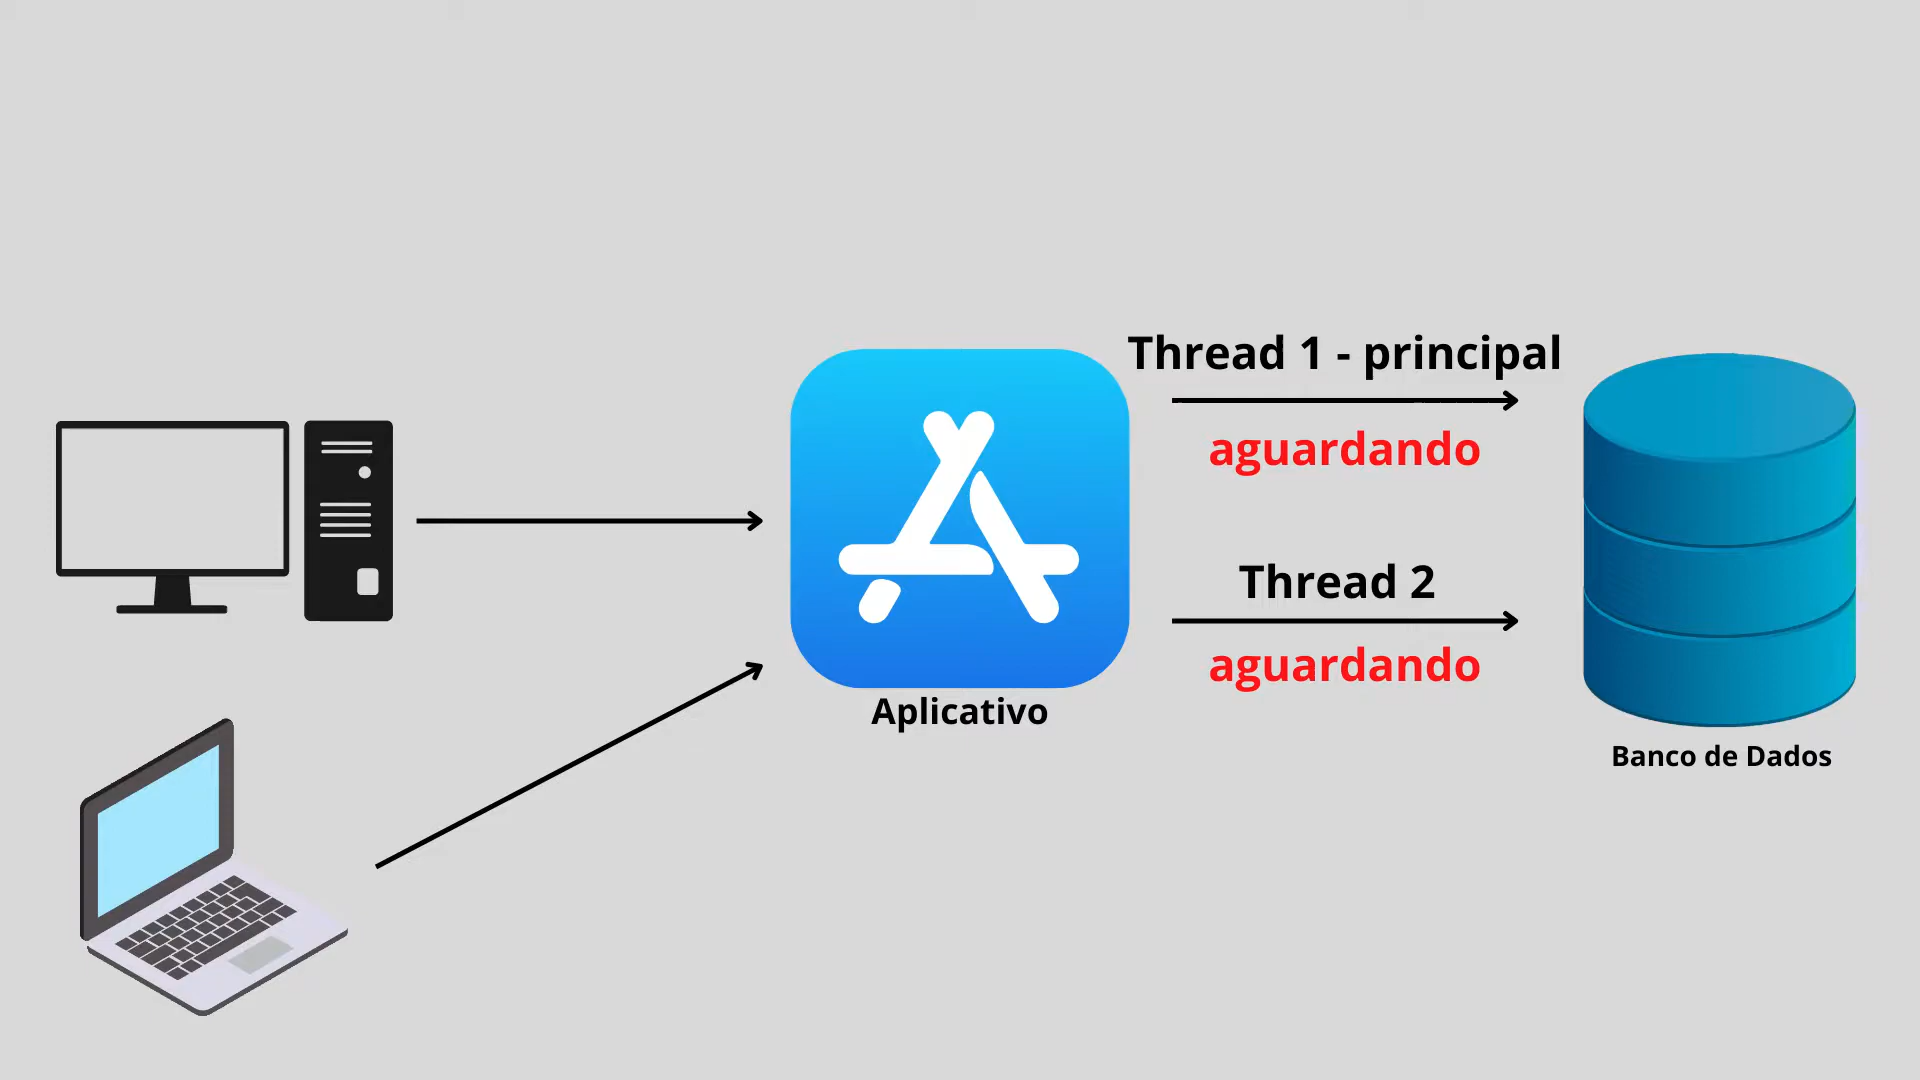 Thread 1 - principal
aguardando
Thread 2
aguardando
Aplicativo
Banco de Dados